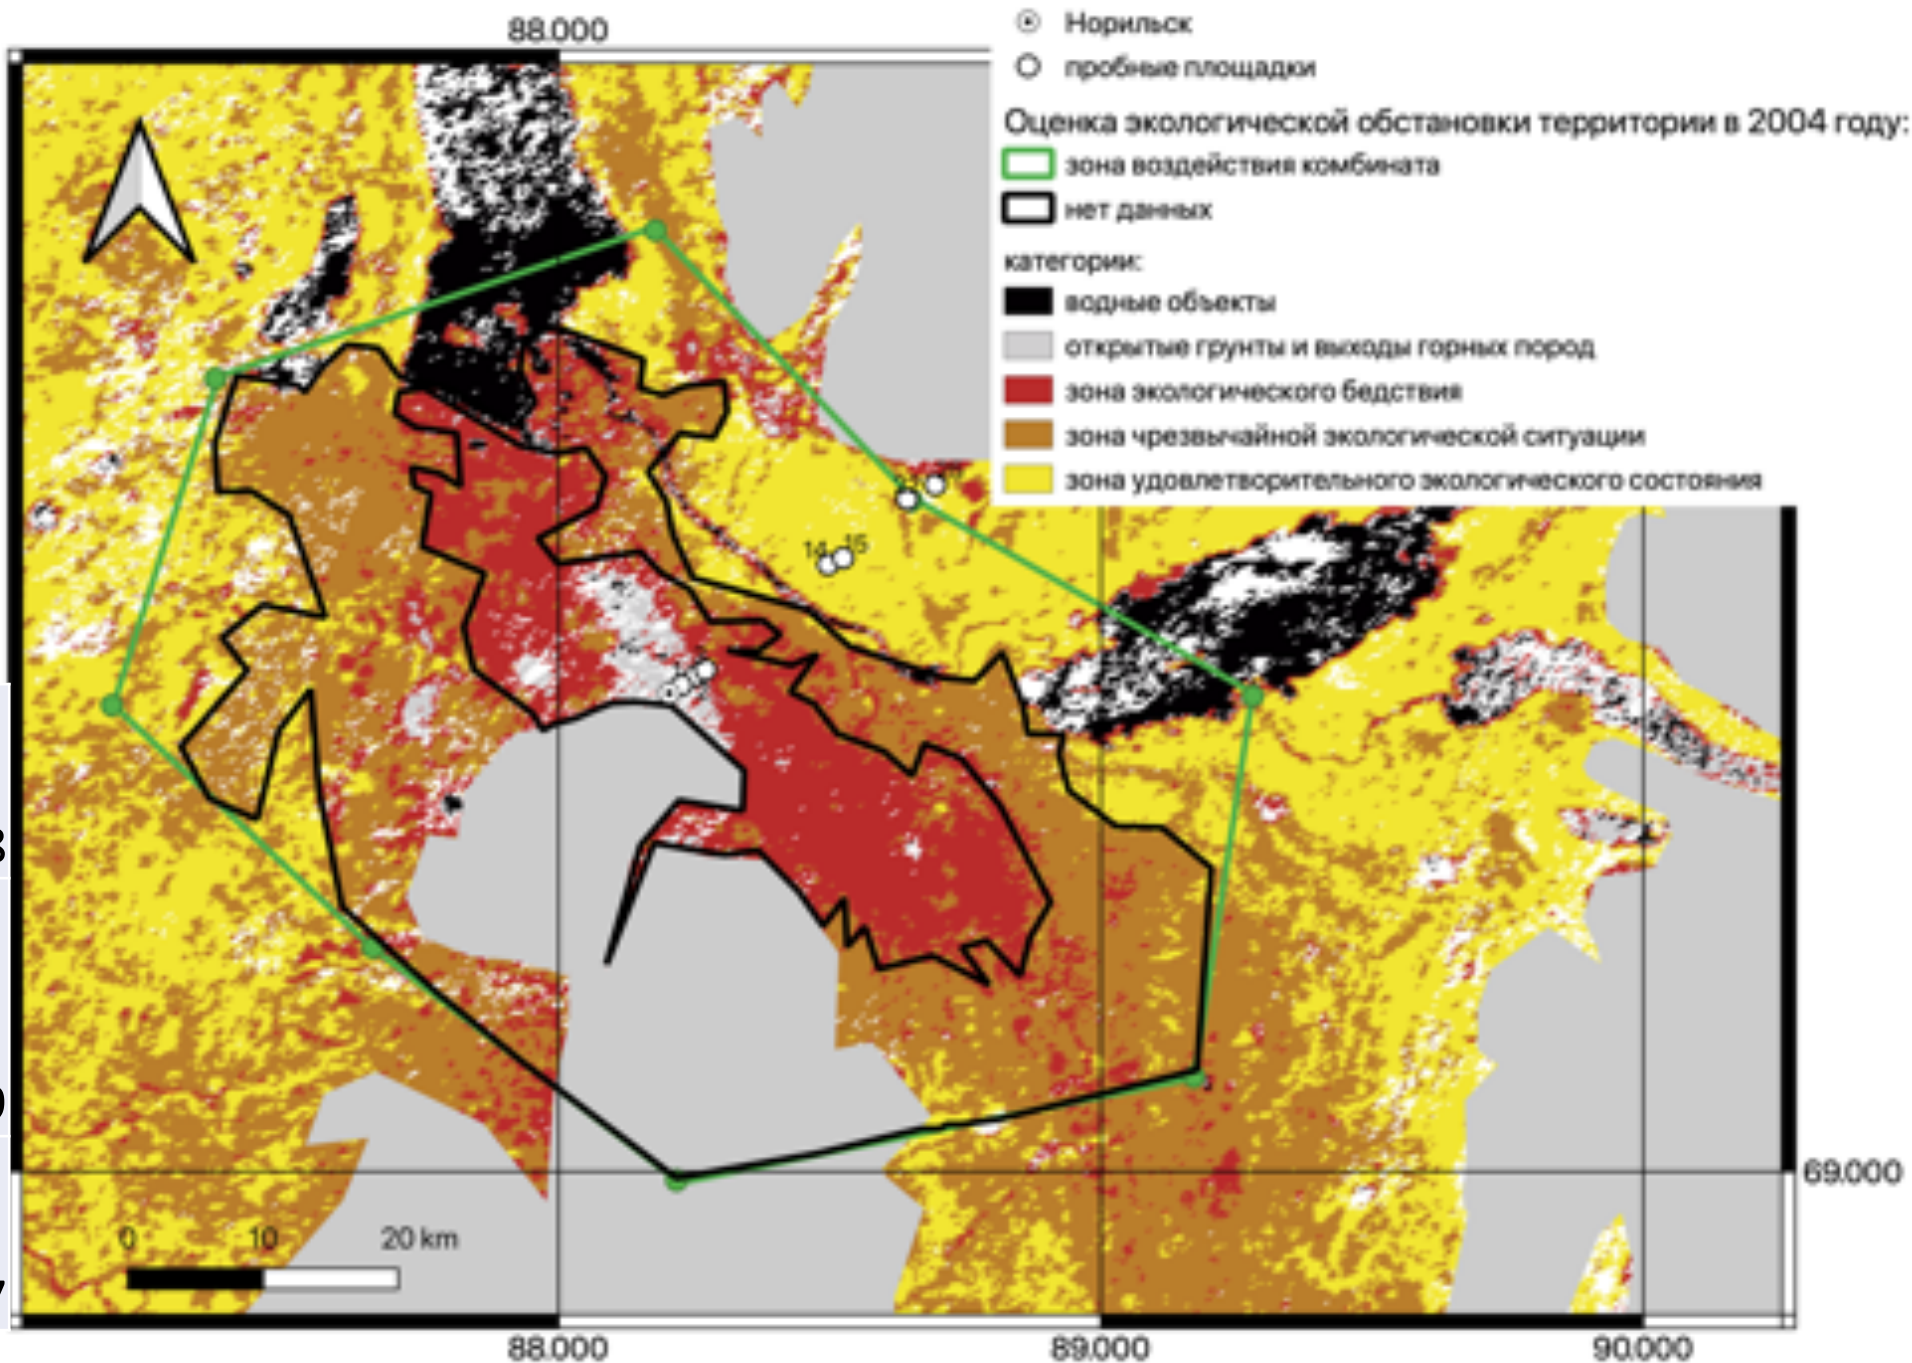 88.000
Норильск
пробные площадки
Оценка экологической обстановки территории в 2004 году:
зона воздействия комбината
нет данных
категории:
водные объекты
открытые грунты и выходы горных пород
зона экологического бедствия
зона чрезвычайной экологической ситуации
зона удовлетворительного экологического состояния
14 15
69.000
0 10 20 km
88.000 89.000 90.000